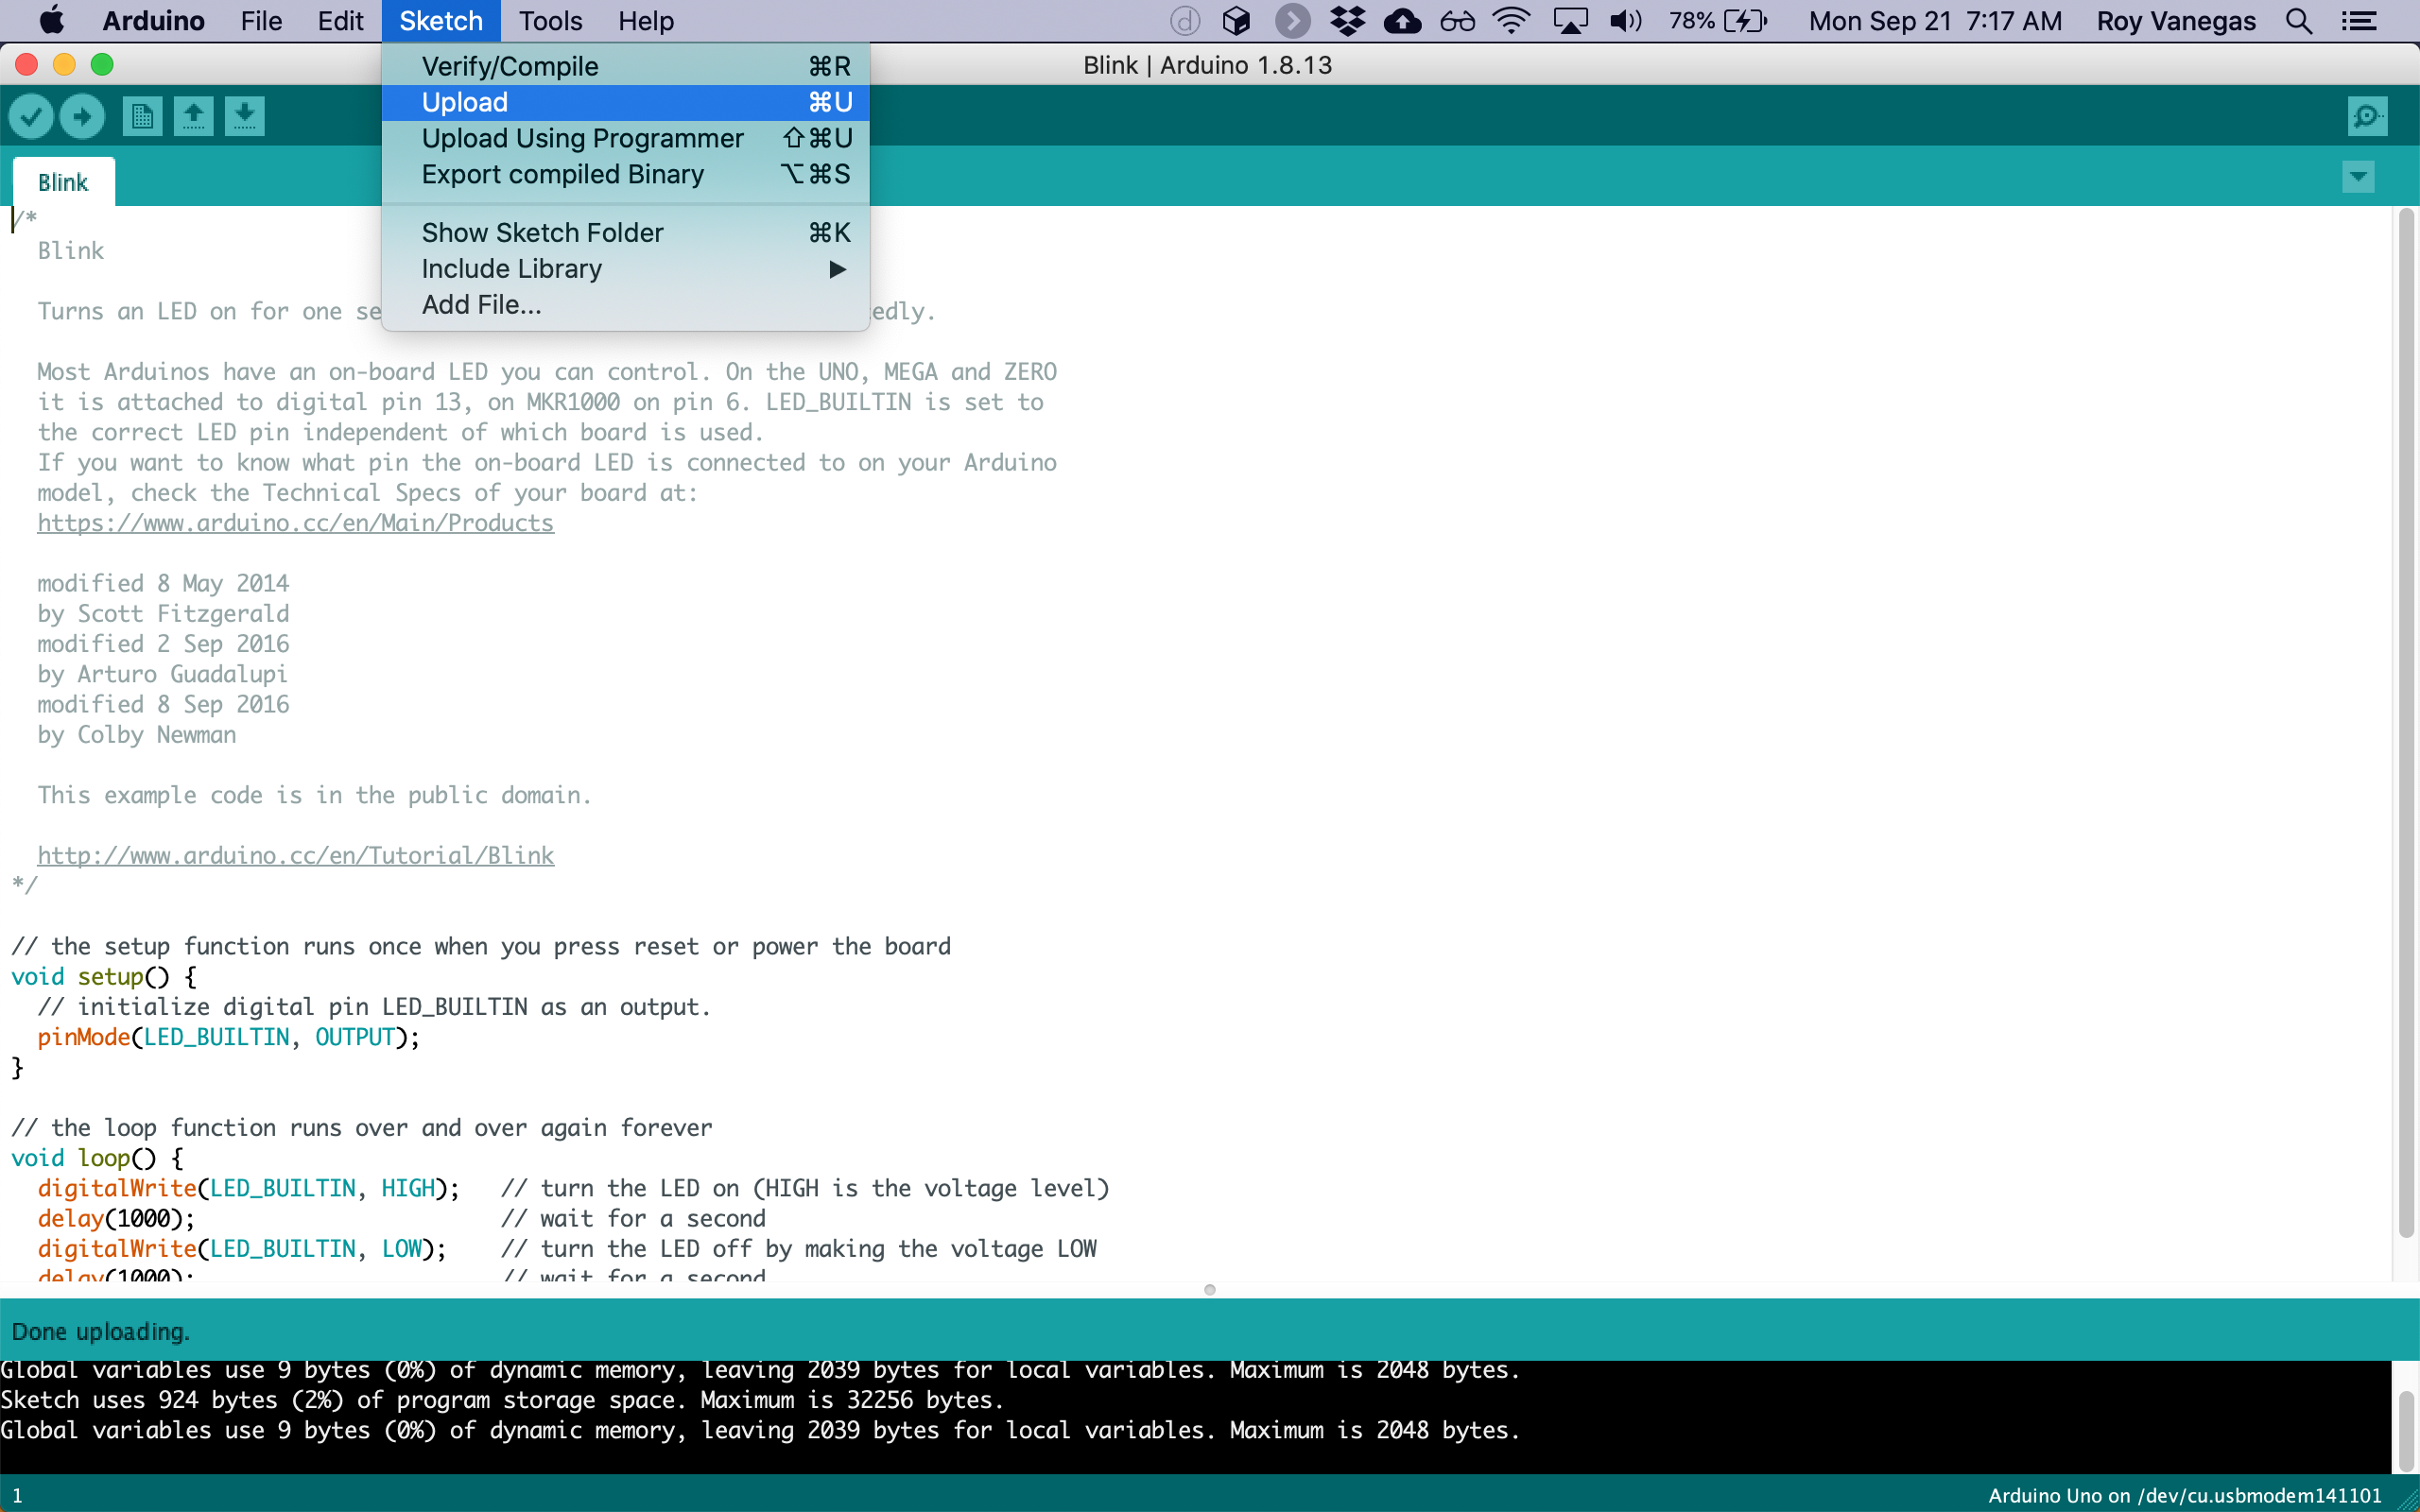 Arduino File Edit Sketch Tools Help 78% Mon Sep 21 7:17 AM Roy Vanegas
Blink | Arduino 1.8.13
Verify/Compile ⌘R
Upload ⌘U
Upload Using Programmer ⇧⌘U
Export compiled Binary ⌥⌘S
Show Sketch Folder ⌘K
Include Library ▶
Add File...
Blink
/*
  Blink
  Turns an LED on for one se edly.
  Most Arduinos have an on-board LED you can control. On the UNO, MEGA and ZERO
  it is attached to digital pin 13, on MKR1000 on pin 6. LED_BUILTIN is set to
  the correct LED pin independent of which board is used.
  If you want to know what pin the on-board LED is connected to on your Arduino
  model, check the Technical Specs of your board at:
  https://www.arduino.cc/en/Main/Products
  modified 8 May 2014
  by Scott Fitzgerald
  modified 2 Sep 2016
  by Arturo Guadalupi
  modified 8 Sep 2016
  by Colby Newman
  This example code is in the public domain.
  http://www.arduino.cc/en/Tutorial/Blink
*/
// the setup function runs once when you press reset or power the board
void setup() {
  // initialize digital pin LED_BUILTIN as an output.
  pinMode(LED_BUILTIN, OUTPUT);
}
// the loop function runs over and over again forever
void loop() {
  digitalWrite(LED_BUILTIN, HIGH);   // turn the LED on (HIGH is the voltage level)
  delay(1000);                       // wait for a second
  digitalWrite(LED_BUILTIN, LOW);    // turn the LED off by making the voltage LOW
  delay(1000);                       // wait for a second
Done uploading.
Global variables use 9 bytes (0%) of dynamic memory, leaving 2039 bytes for local variables. Maximum is 2048 bytes.
Sketch uses 924 bytes (2%) of program storage space. Maximum is 32256 bytes.
Global variables use 9 bytes (0%) of dynamic memory, leaving 2039 bytes for local variables. Maximum is 2048 bytes.
1 Arduino Uno on /dev/cu.usbmodem141101